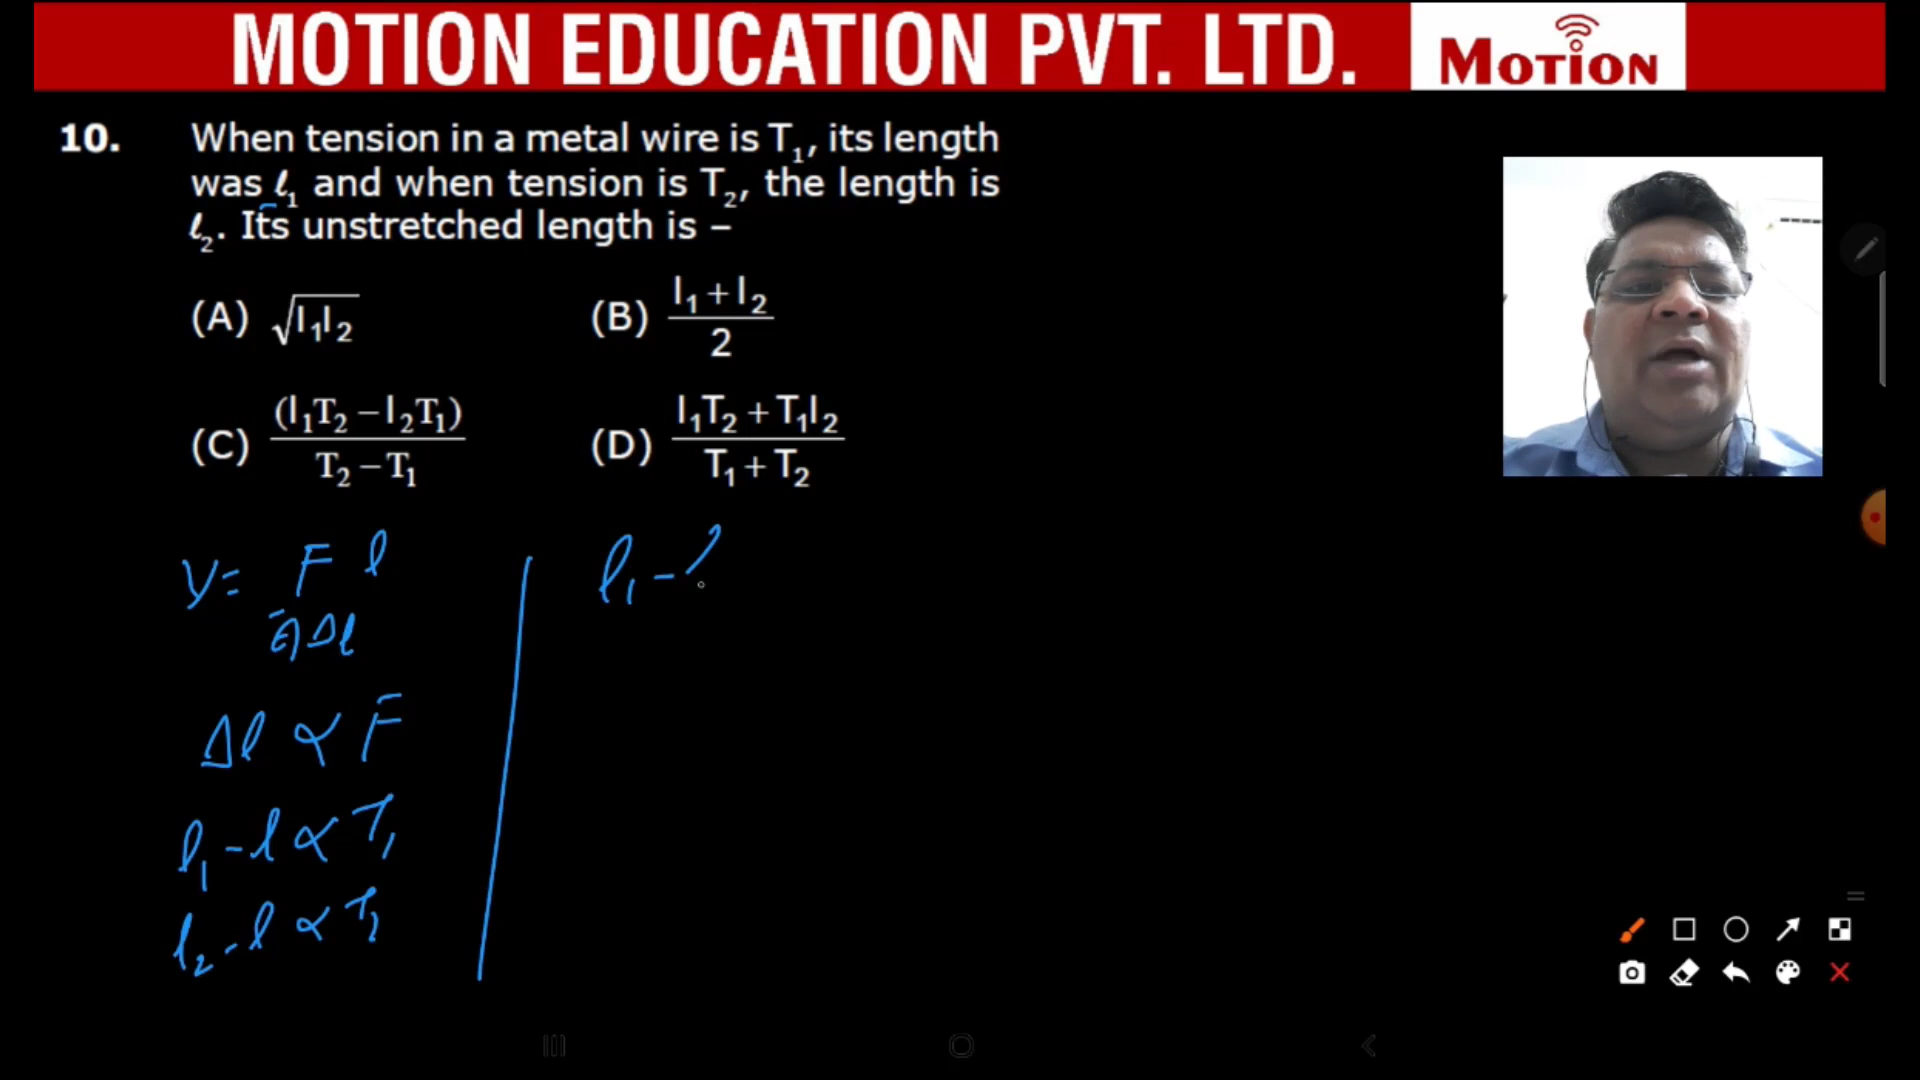 MOTION EDUCATION PVT. LTD. MOTION
10. When tension in a metal wire is T₁, its length
was ℓ₁ and when tension is T₂, the length is
ℓ₂. Its unstretched length is –
(A) √l₁l₂ (B) (l₁ + l₂)/2
(C) (l₁T₂ – l₂T₁)/(T₂ – T₁) (D) (l₁T₂ + T₁l₂)/(T₁ + T₂)
Y = F l / A Δl
Δl ∝ F
l₁ - l ∝ T₁
l₂ - l ∝ T₂
l₁ -